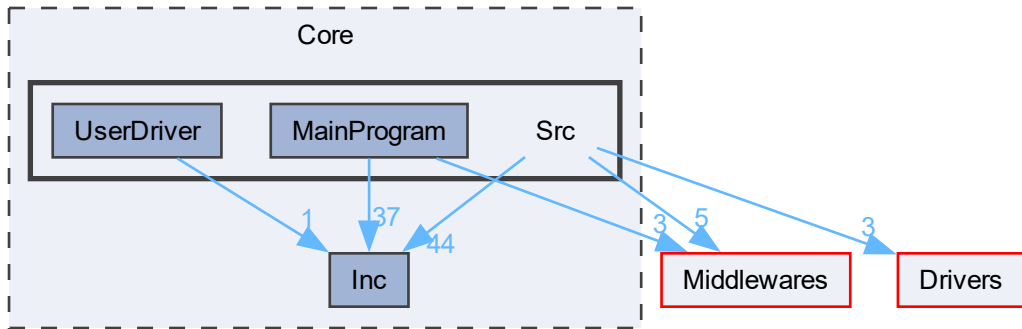 Core
UserDriver
MainProgram
Src
1
37
44
3
5
3
Inc
Middlewares
Drivers